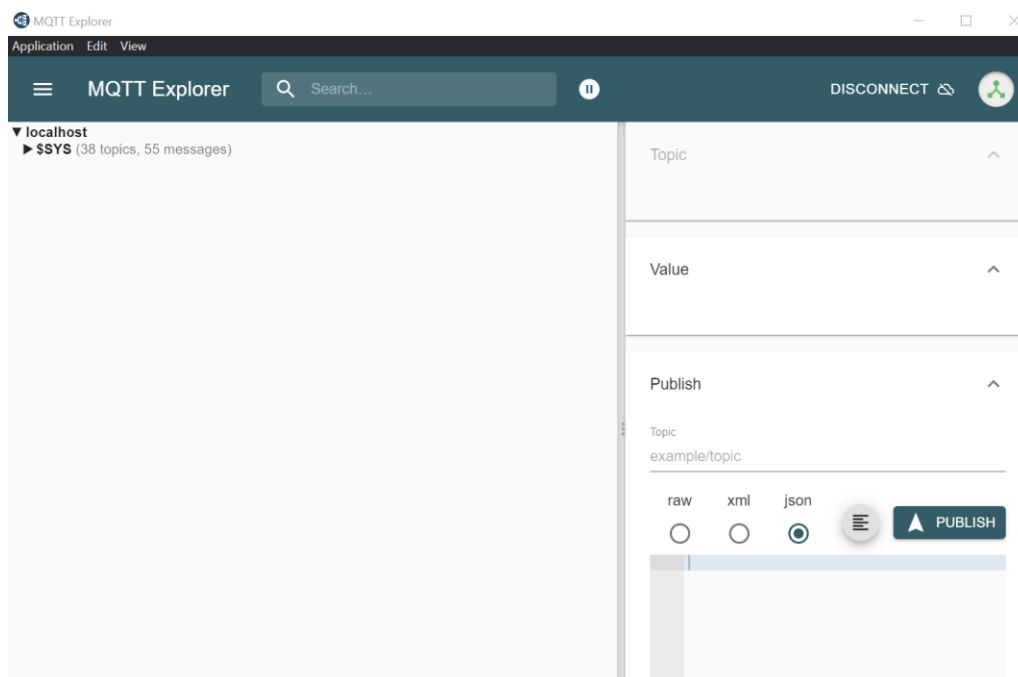 MQTT Explorer
Application Edit View
MQTT Explorer Search... DISCONNECT
▼ localhost
▶ $SYS (38 topics, 55 messages)
Topic
Value
Publish
Topic
example/topic
raw xml json
PUBLISH